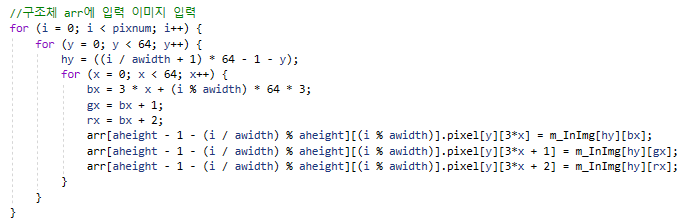 //구조체 arr에 입력 이미지 입력
for (i = 0; i < pixnum; i++) {
    for (y = 0; y < 64; y++) {
        hy = ((i / awidth + 1) * 64 - 1 - y);
        for (x = 0; x < 64; x++) {
            bx = 3 * x + (i % awidth) * 64 * 3;
            gx = bx + 1;
            rx = bx + 2;
            arr[aheight - 1 - (i / awidth) % aheight][(i % awidth)].pixel[y][3*x] = m_InImg[hy][bx];
            arr[aheight - 1 - (i / awidth) % aheight][(i % awidth)].pixel[y][3*x + 1] = m_InImg[hy][gx];
            arr[aheight - 1 - (i / awidth) % aheight][(i % awidth)].pixel[y][3*x + 2] = m_InImg[hy][rx];
        }
    }
}